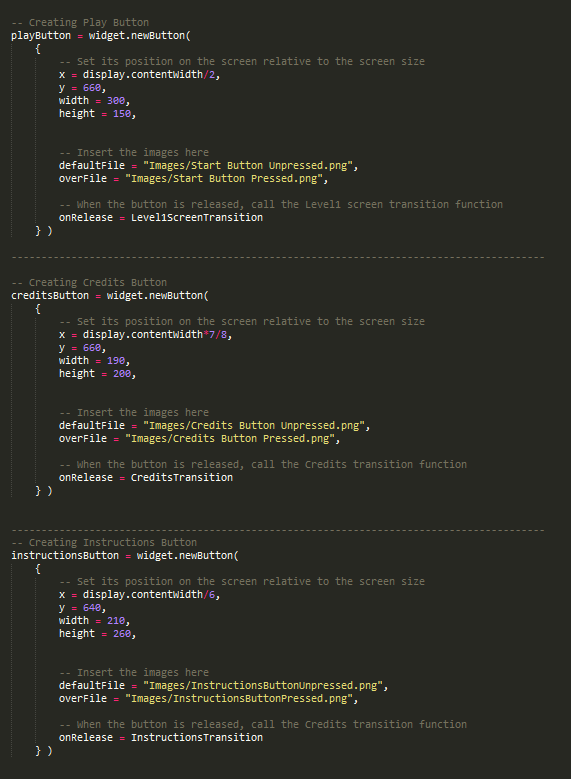 -- Creating Play Button
playButton = widget.newButton(
{
-- Set its position on the screen relative to the screen size
x = display.contentWidth/2,
y = 660,
width = 300,
height = 150,
-- Insert the images here
defaultFile = "Images/Start Button Unpressed.png",
overFile = "Images/Start Button Pressed.png",
-- When the button is released, call the Level1 screen transition function
onRelease = Level1ScreenTransition
} )
-----------------------------------------------------------------------------------------
-- Creating Credits Button
creditsButton = widget.newButton(
{
-- Set its position on the screen relative to the screen size
x = display.contentWidth*7/8,
y = 660,
width = 190,
height = 200,
-- Insert the images here
defaultFile = "Images/Credits Button Unpressed.png",
overFile = "Images/Credits Button Pressed.png",
-- When the button is released, call the Credits transition function
onRelease = CreditsTransition
} )
-----------------------------------------------------------------------------------------
-- Creating Instructions Button
instructionsButton = widget.newButton(
{
-- Set its position on the screen relative to the screen size
x = display.contentWidth/6,
y = 640,
width = 210,
height = 260,
-- Insert the images here
defaultFile = "Images/InstructionsButtonUnpressed.png",
overFile = "Images/InstructionsButtonPressed.png",
-- When the button is released, call the Credits transition function
onRelease = InstructionsTransition
} )